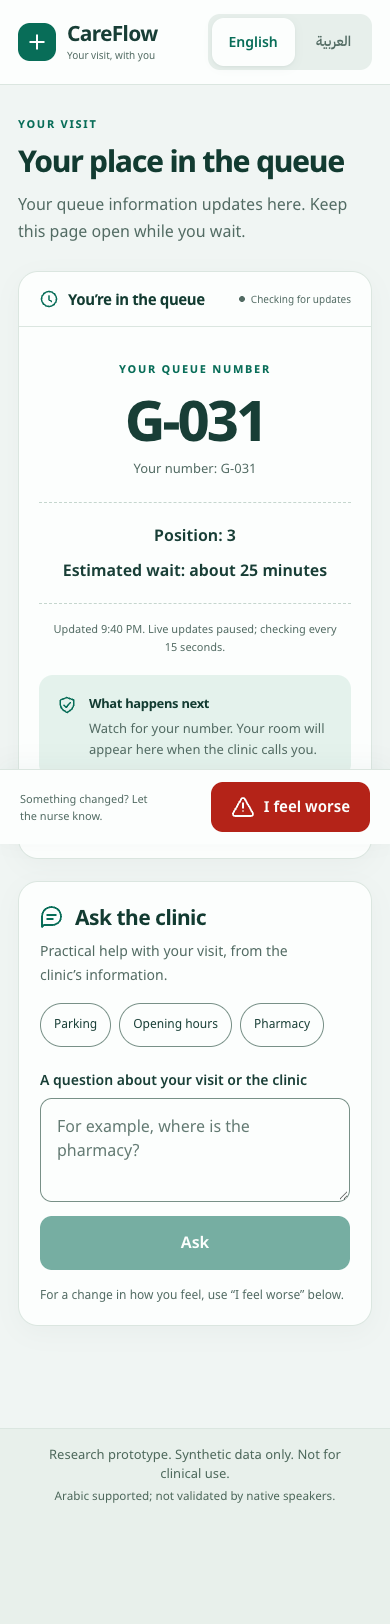 CareFlow
Your visit, with you
English
العربية
YOUR VISIT
Your place in the queue
Your queue information updates here. Keep
this page open while you wait.
You’re in the queue
Checking for updates
YOUR QUEUE NUMBER
G-031
Your number: G-031
Position: 3
Estimated wait: about 25 minutes
Updated 9:40 PM. Live updates paused; checking every
15 seconds.
What happens next
Watch for your number. Your room will
appear here when the clinic calls you.
Something changed? Let
the nurse know.
I feel worse
Ask the clinic
Practical help with your visit, from the
clinic’s information.
Parking
Opening hours
Pharmacy
A question about your visit or the clinic
For example, where is the
pharmacy?
Ask
For a change in how you feel, use “I feel worse” below.
Research prototype. Synthetic data only. Not for
clinical use.
Arabic supported; not validated by native speakers.